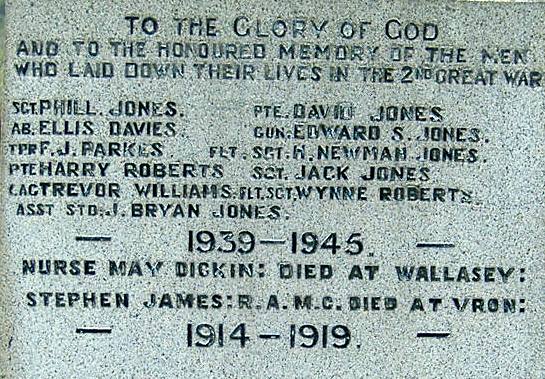 TO THE GLORY OF GOD
AND TO THE HONOURED MEMORY OF THE MEN
WHO LAID DOWN THEIR LIVES IN THE 2ND GREAT WAR
SGT. PHILL. JONES. PTE. DAVID JONES
AB. ELLIS DAVIES. GUN. EDWARD S. JONES.
TPR F. J. PARKES FLT. SGT. H. NEWMAN JONES.
PTE HARRY ROBERTS SGT. JACK JONES
LAC TREVOR WILLIAMS. FLT. SGT. WYNNE ROBERTS.
ASST STD. J. BRYAN JONES.
— 1939—1945. —
NURSE MAY DICKIN: DIED AT WALLASEY:
STEPHEN JAMES: R.A.M.C. DIED AT VRON:
— 1914—1919. —